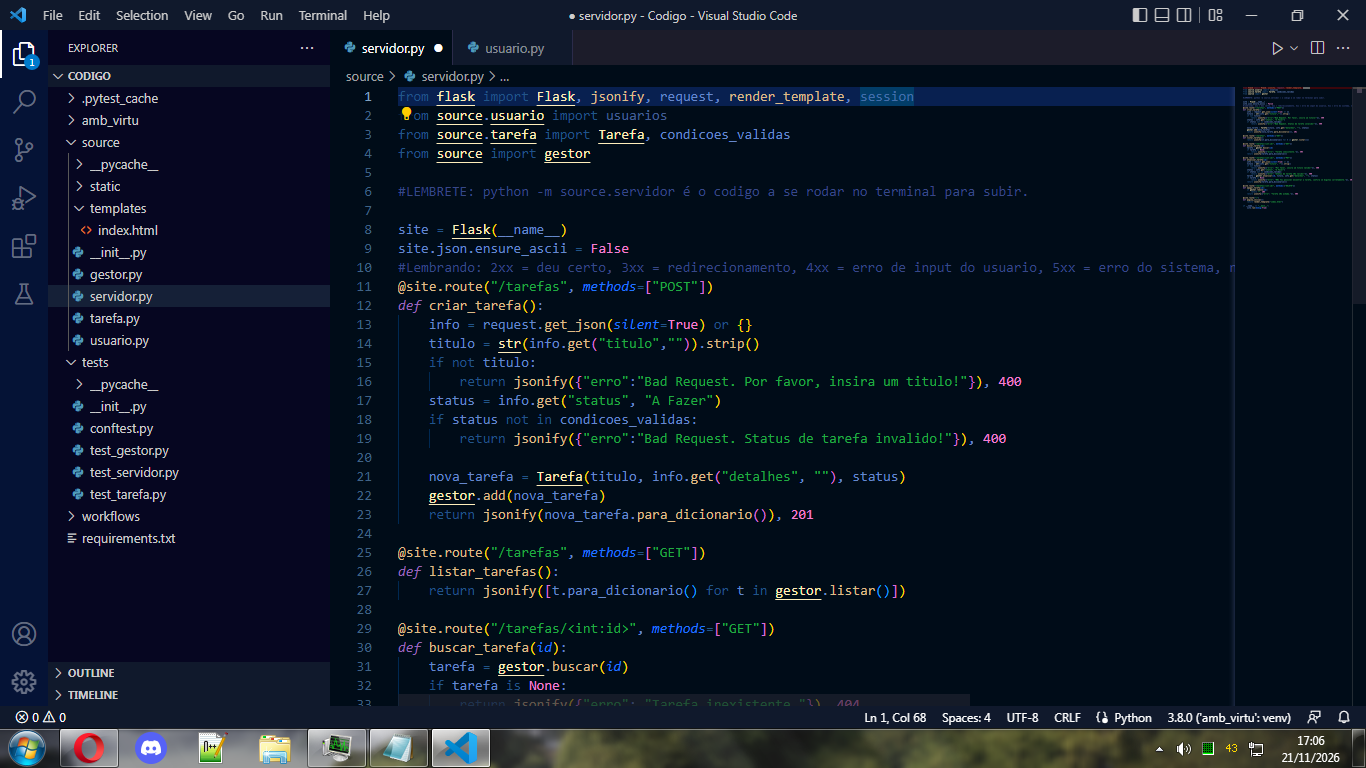 File Edit Selection View Go Run Terminal Help
● servidor.py - Codigo - Visual Studio Code
EXPLORER
servidor.py
usuario.py
1
CODIGO
source > servidor.py > ...
.pytest_cache
amb_virtu
source
__pycache__
static
templates
index.html
__init__.py
gestor.py
servidor.py
tarefa.py
usuario.py
tests
__pycache__
__init__.py
conftest.py
test_gestor.py
test_servidor.py
test_tarefa.py
workflows
requirements.txt
OUTLINE
TIMELINE
1 from flask import Flask, jsonify, request, render_template, session
2 from source.usuario import usuarios
3 from source.tarefa import Tarefa, condicoes_validas
4 from source import gestor
5
6 #LEMBRETE: python -m source.servidor é o codigo a se rodar no terminal para subir.
7
8 site = Flask(__name__)
9 site.json.ensure_ascii = False
10 #Lembrando: 2xx = deu certo, 3xx = redirecionamento, 4xx = erro de input do usuario, 5xx = erro do sistema,
11 @site.route("/tarefas", methods=["POST"])
12 def criar_tarefa():
13 info = request.get_json(silent=True) or {}
14 titulo = str(info.get("titulo","")).strip()
15 if not titulo:
16 return jsonify({"erro":"Bad Request. Por favor, insira um titulo!"}), 400
17 status = info.get("status", "A Fazer")
18 if status not in condicoes_validas:
19 return jsonify({"erro":"Bad Request. Status de tarefa invalido!"}), 400
20
21 nova_tarefa = Tarefa(titulo, info.get("detalhes", ""), status)
22 gestor.add(nova_tarefa)
23 return jsonify(nova_tarefa.para_dicionario()), 201
24
25 @site.route("/tarefas", methods=["GET"])
26 def listar_tarefas():
27 return jsonify([t.para_dicionario() for t in gestor.listar()])
28
29 @site.route("/tarefas/<int:id>", methods=["GET"])
30 def buscar_tarefa(id):
31 tarefa = gestor.buscar(id)
32 if tarefa is None:
33 return jsonify({"erro": "Tarefa inexistente."}), 404
0 0
Ln 1, Col 68 Spaces: 4 UTF-8 CRLF Python 3.8.0 ('amb_virtu': venv)
43
17:06
21/11/2026